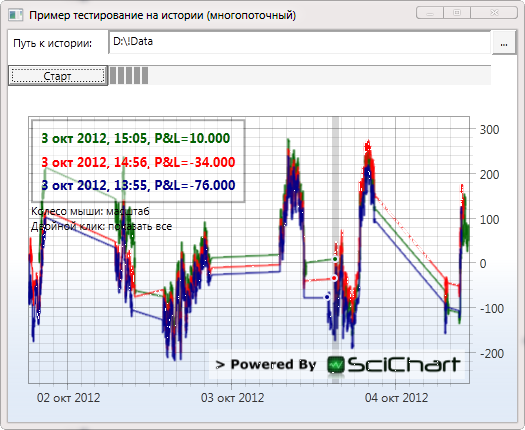 Пример тестирование на истории (многопоточный)
Путь к истории: D:\!Data ...
Старт
3 окт 2012, 15:05, P&L=10.000
3 окт 2012, 14:56, P&L=-34.000
3 окт 2012, 13:55, P&L=-76.000
Колесо мыши: масштаб
Двойной клик: показать все
300
200
100
0
-100
-200
> Powered By SciChart
02 окт 2012 03 окт 2012 04 окт 2012